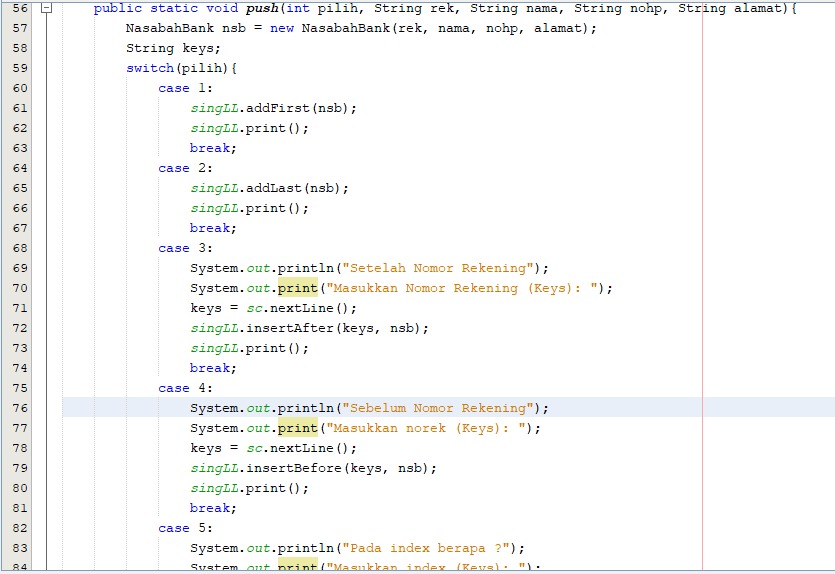 56 public static void push(int pilih, String rek, String nama, String nohp, String alamat){
57 NasabahBank nsb = new NasabahBank(rek, nama, nohp, alamat);
58 String keys;
59 switch(pilih){
60 case 1:
61 singLL.addFirst(nsb);
62 singLL.print();
63 break;
64 case 2:
65 singLL.addLast(nsb);
66 singLL.print();
67 break;
68 case 3:
69 System.out.println("Setelah Nomor Rekening");
70 System.out.print("Masukkan Nomor Rekening (Keys): ");
71 keys = sc.nextLine();
72 singLL.insertAfter(keys, nsb);
73 singLL.print();
74 break;
75 case 4:
76 System.out.println("Sebelum Nomor Rekening");
77 System.out.print("Masukkan norek (Keys): ");
78 keys = sc.nextLine();
79 singLL.insertBefore(keys, nsb);
80 singLL.print();
81 break;
82 case 5:
83 System.out.println("Pada index berapa ?");
84 System.out.print("Masukkan index (Keys): ");